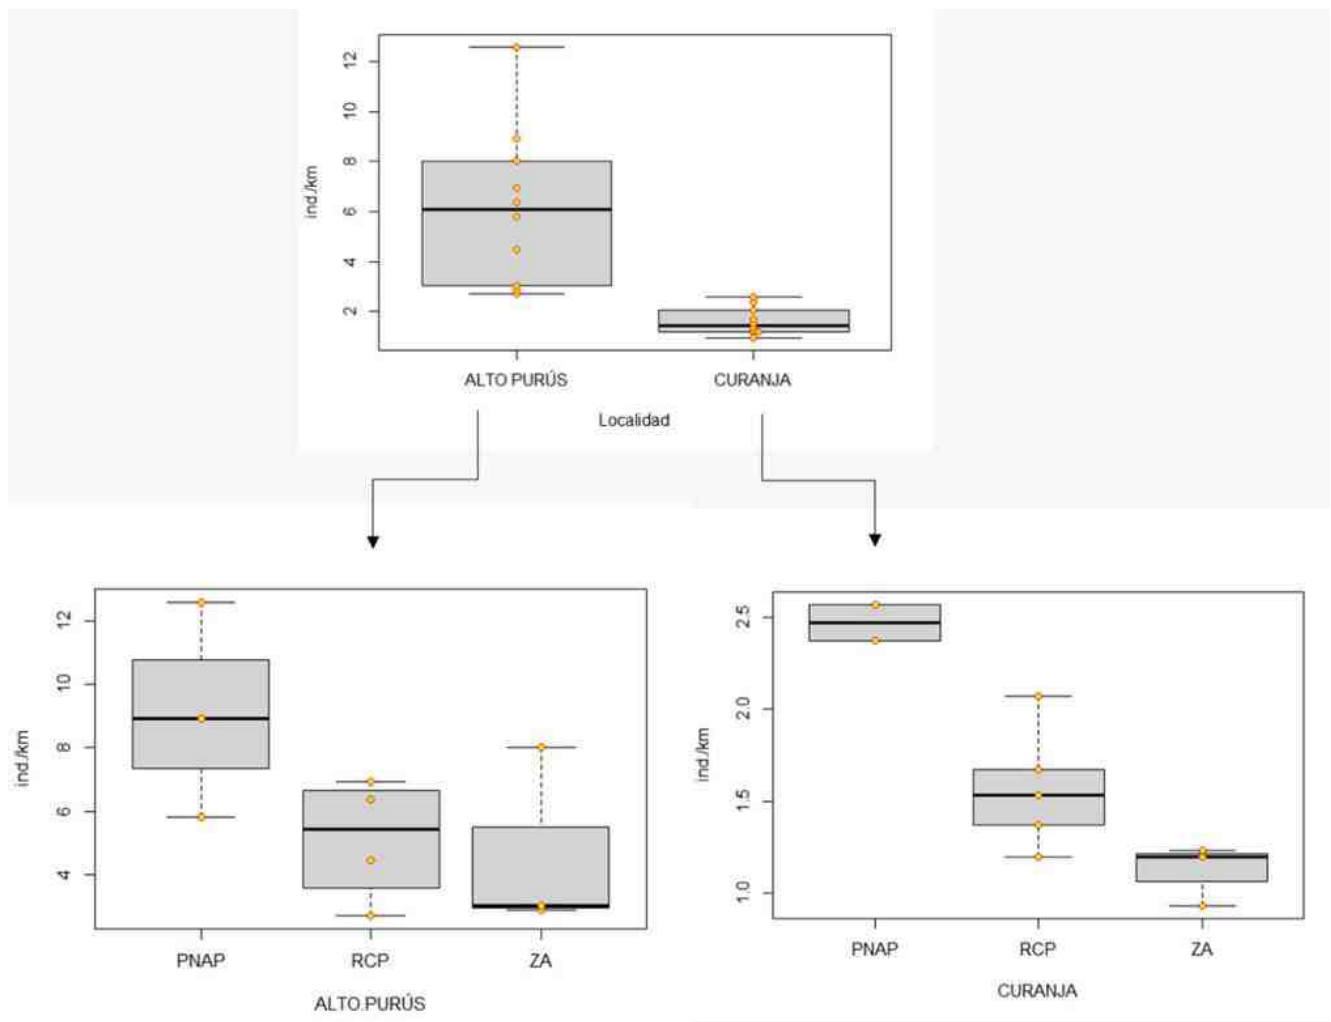 ind./km
12
10
8
6
4
2
ALTO PURÚS CURANJA
Localidad
ind./km
12
10
8
6
4
PNAP RCP ZA
ALTO.PURÚS
ind./km
2.5
2.0
1.5
1.0
PNAP RCP ZA
CURANJA